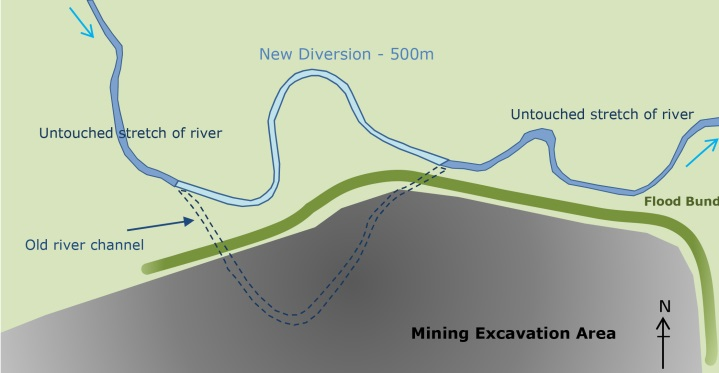 New Diversion - 500m
Untouched stretch of river
Untouched stretch of river
Flood Bund
Old river channel
N
Mining Excavation Area